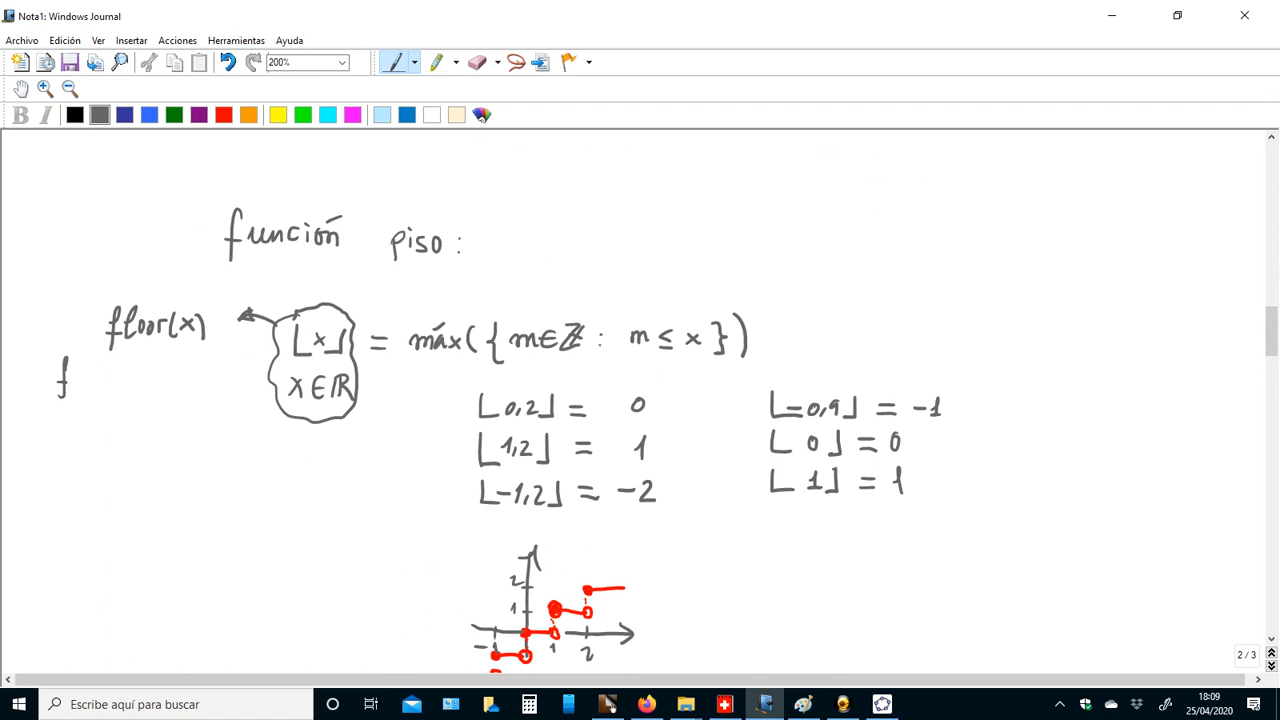 Nota1: Windows Journal
Archivo Edición Ver Insertar Acciones Herramientas Ayuda
200%
B I
función piso:
floor(x) ⌊x⌋ = máx({m∈ℤ: m ≤ x})
f x∈ℝ
⌊0,2⌋ = 0 ⌊-0,9⌋ = -1
⌊1,2⌋ = 1 ⌊0⌋ = 0
⌊-1,2⌋ = -2 ⌊1⌋ = 1
2
1
-1 1 2
2 / 3
Escribe aquí para buscar
18:09
25/04/2020